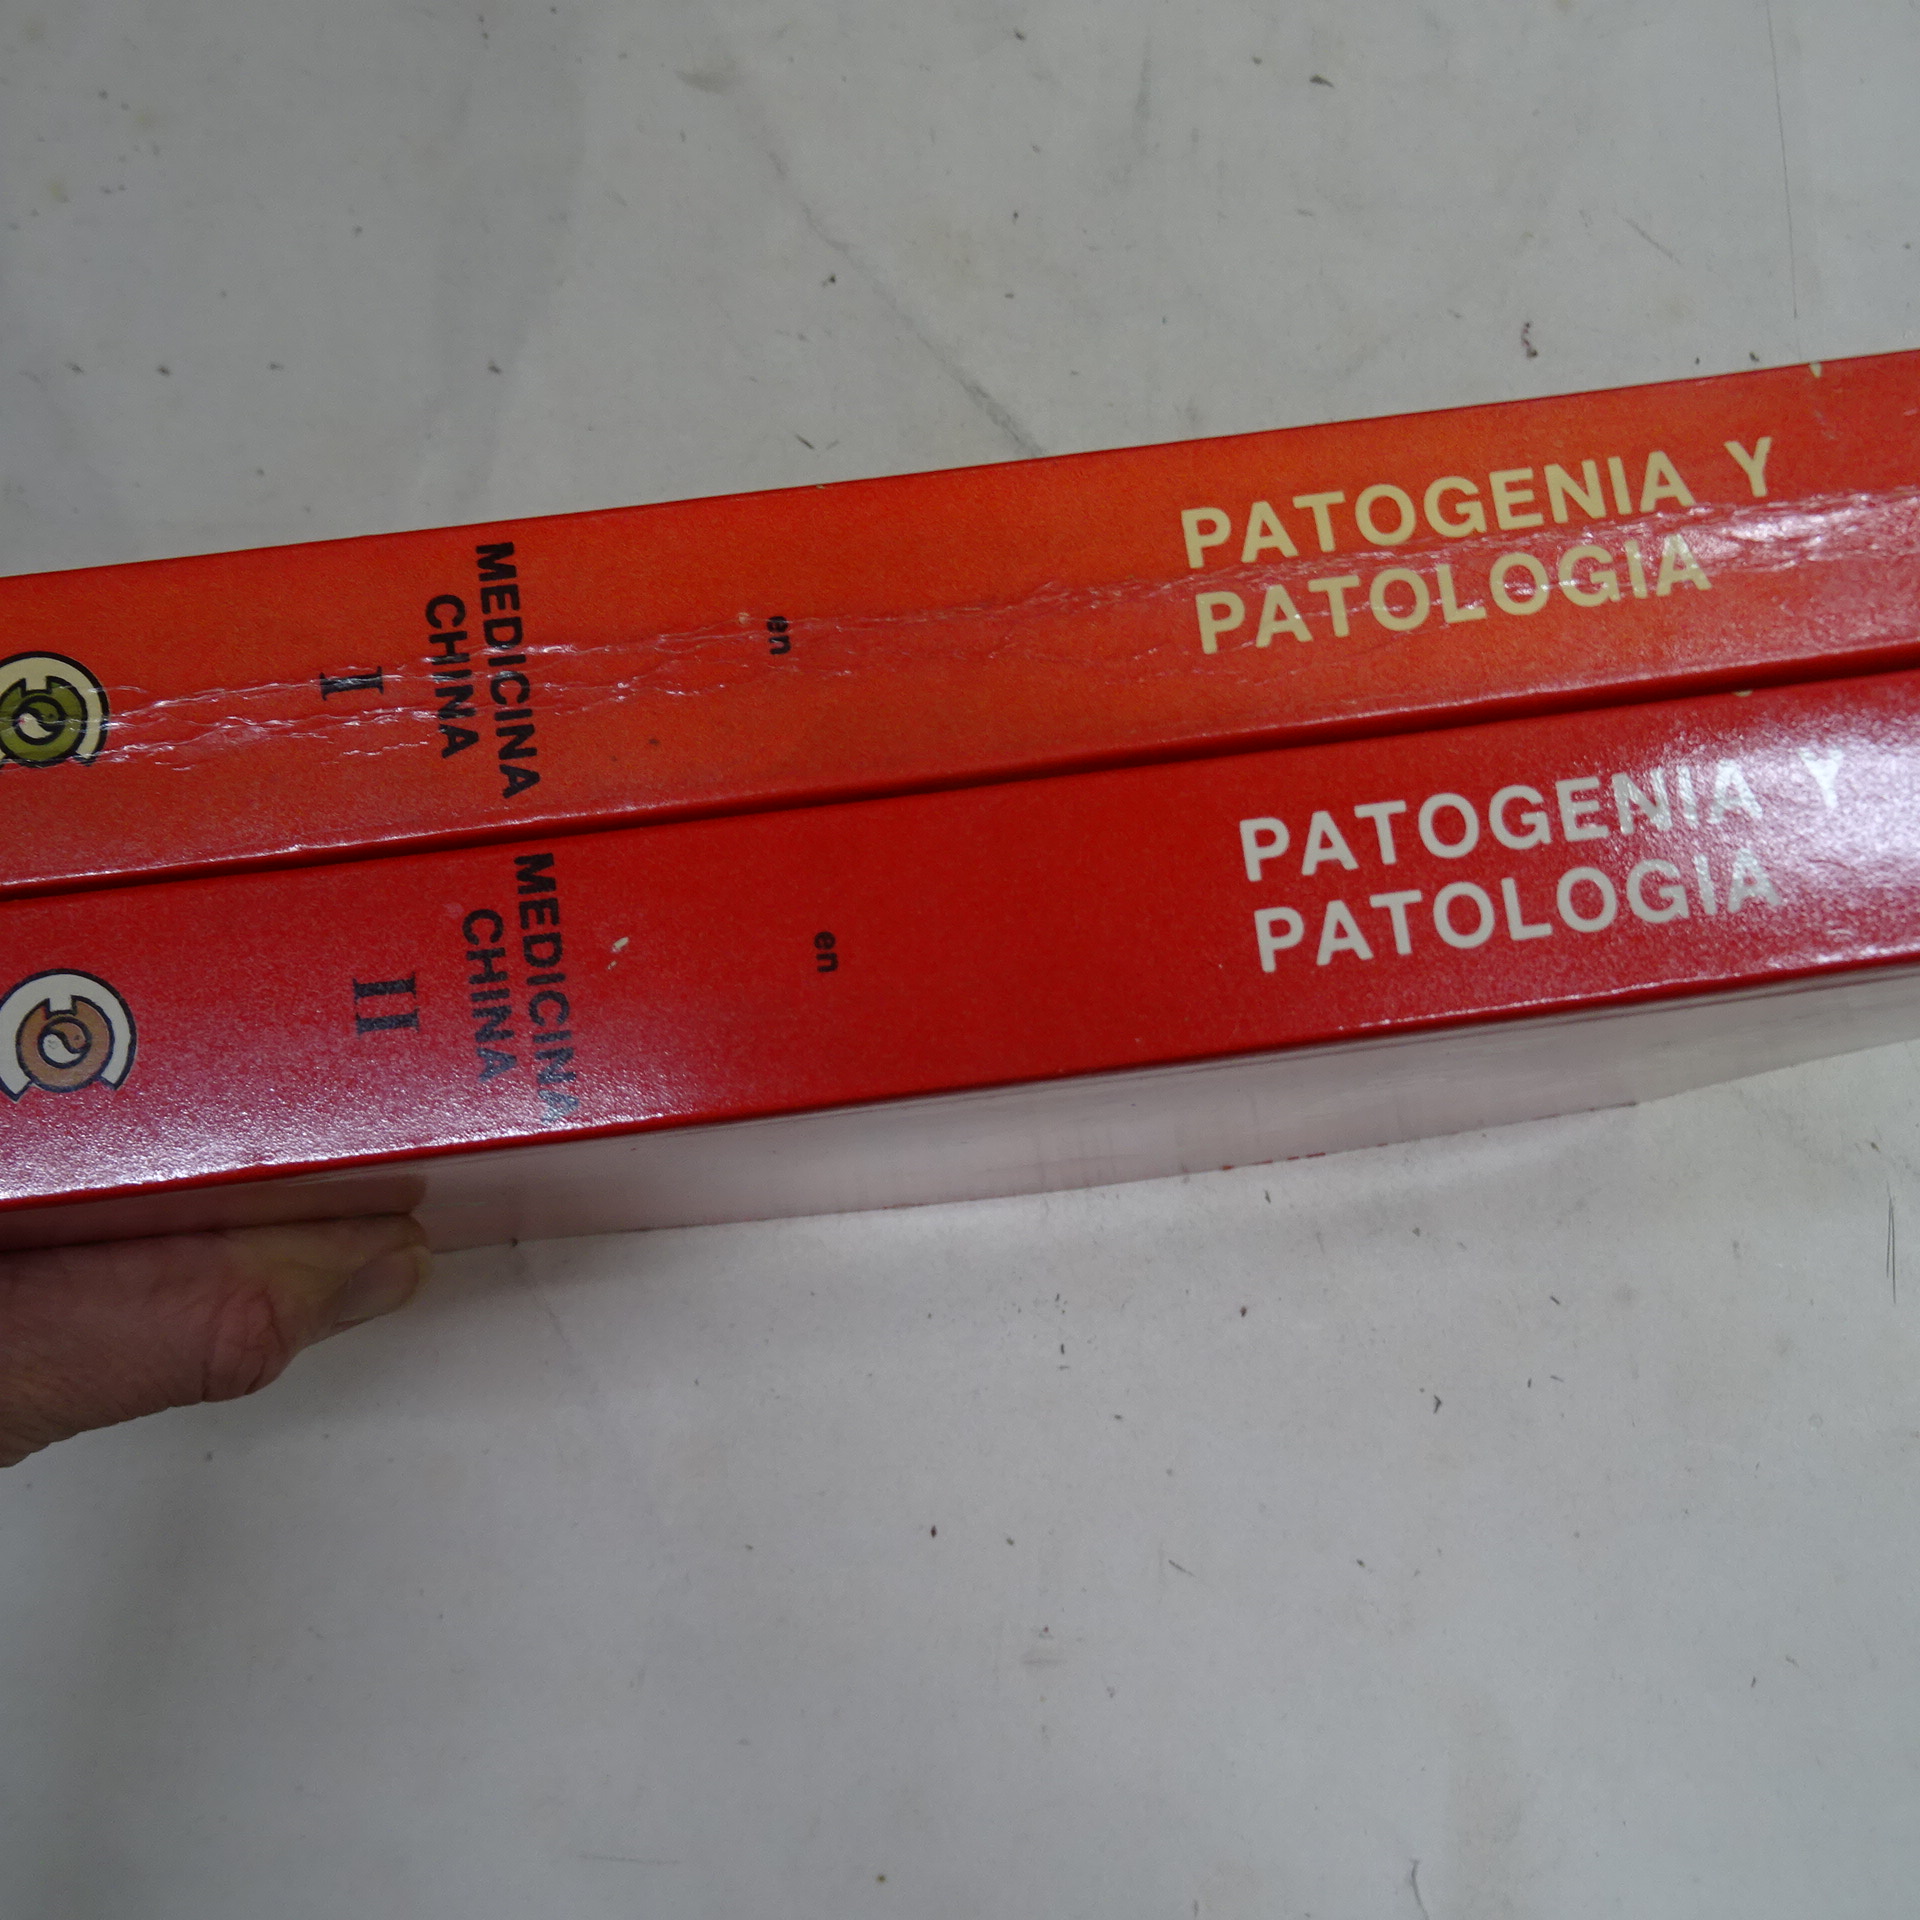 PATOGENIA Y
PATOLOGIA
en
MEDICINA
CHINA
I
PATOGENIA Y
PATOLOGIA
en
MEDICINA
CHINA
II